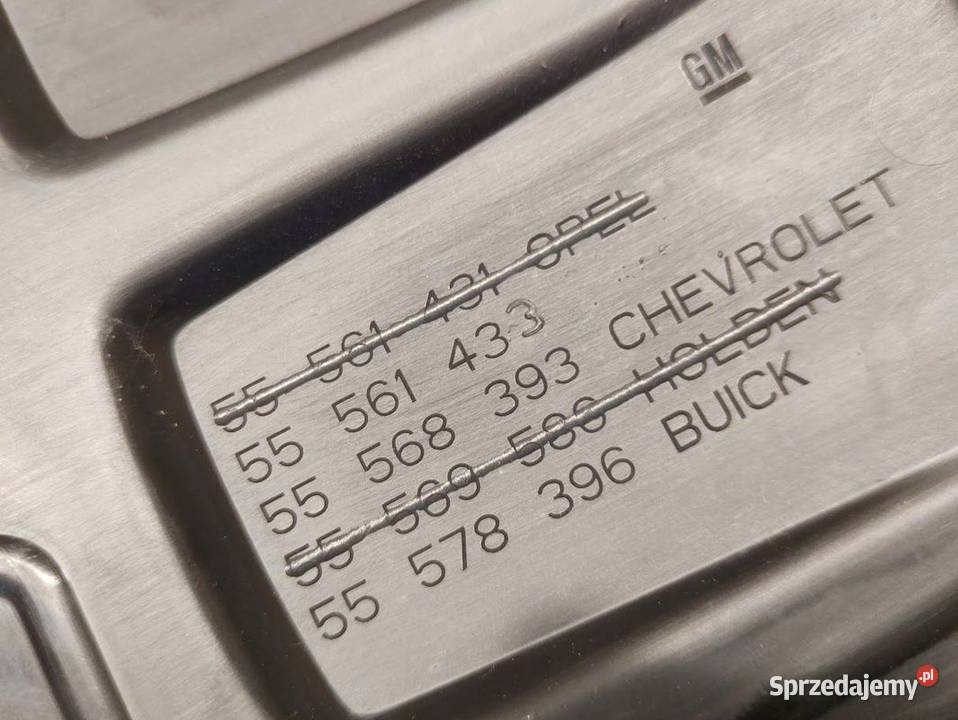 GM
55 561 431 OPEL
55 561 433
55 568 393 CHEVROLET
55 569 586 HOLDEN
55 578 396 BUICK
Sprzedajemy.pl